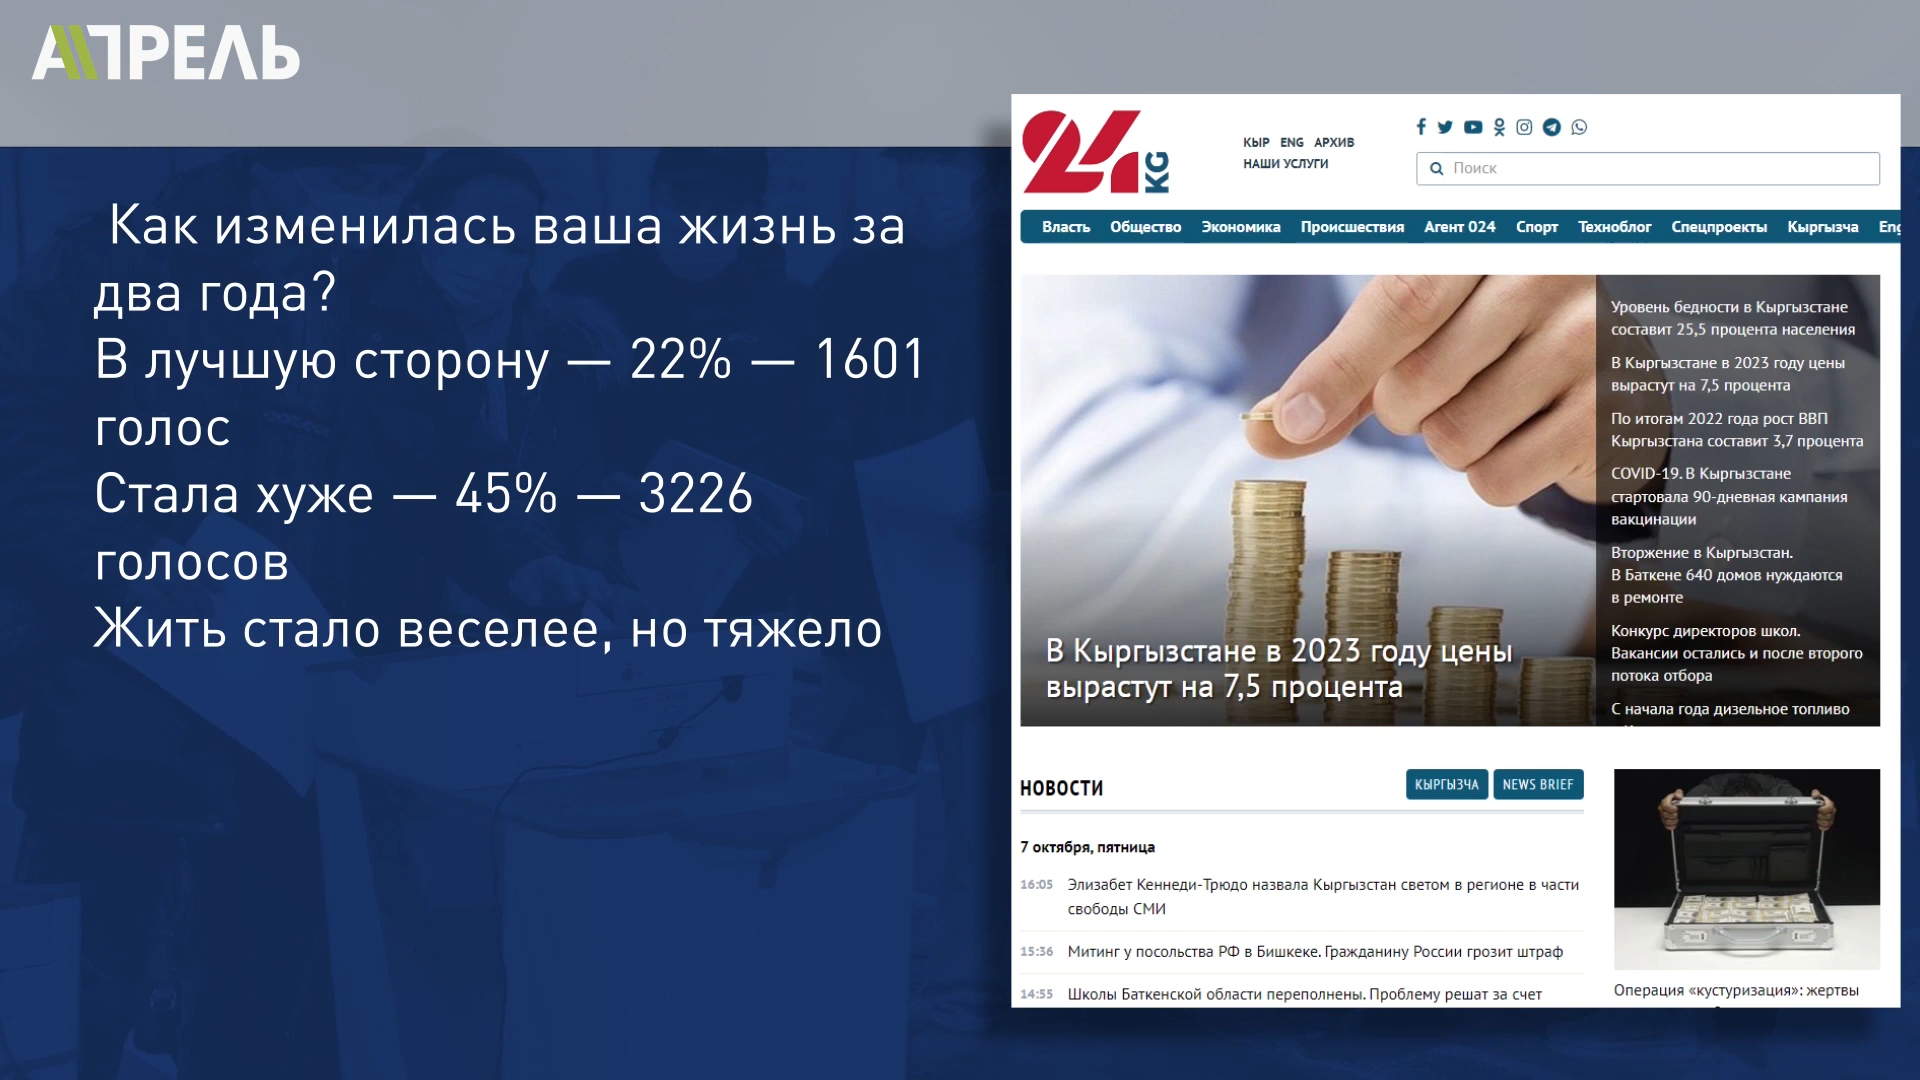 АПРЕЛЬ
Как изменилась ваша жизнь за
два года?
В лучшую сторону — 22% — 1601
голос
Стала хуже — 45% — 3226
голосов
Жить стало веселее, но тяжело
24
KG
КЫР ENG АРХИВ
НАШИ УСЛУГИ
Поиск
Власть Общество Экономика Происшествия Агент 024 Спорт Техноблог Спецпроекты Кыргызча Eng
В Кыргызстане в 2023 году цены
вырастут на 7,5 процента
Уровень бедности в Кыргызстане
составит 25,5 процента населения
В Кыргызстане в 2023 году цены
вырастут на 7,5 процента
По итогам 2022 года рост ВВП
Кыргызстана составит 3,7 процента
COVID-19. В Кыргызстане
стартовала 90-дневная кампания
вакцинации
Вторжение в Кыргызстан.
В Баткене 640 домов нуждаются
в ремонте
Конкурс директоров школ.
Вакансии остались и после второго
потока отбора
С начала года дизельное топливо
НОВОСТИ
КЫРГЫЗЧА NEWS BRIEF
7 октября, пятница
16:05 Элизабет Кеннеди-Трюдо назвала Кыргызстан светом в регионе в части
свободы СМИ
15:36 Митинг у посольства РФ в Бишкеке. Гражданину России грозит штраф
14:55 Школы Баткенской области переполнены. Проблему решат за счет
Операция «кустуризация»: жертвы